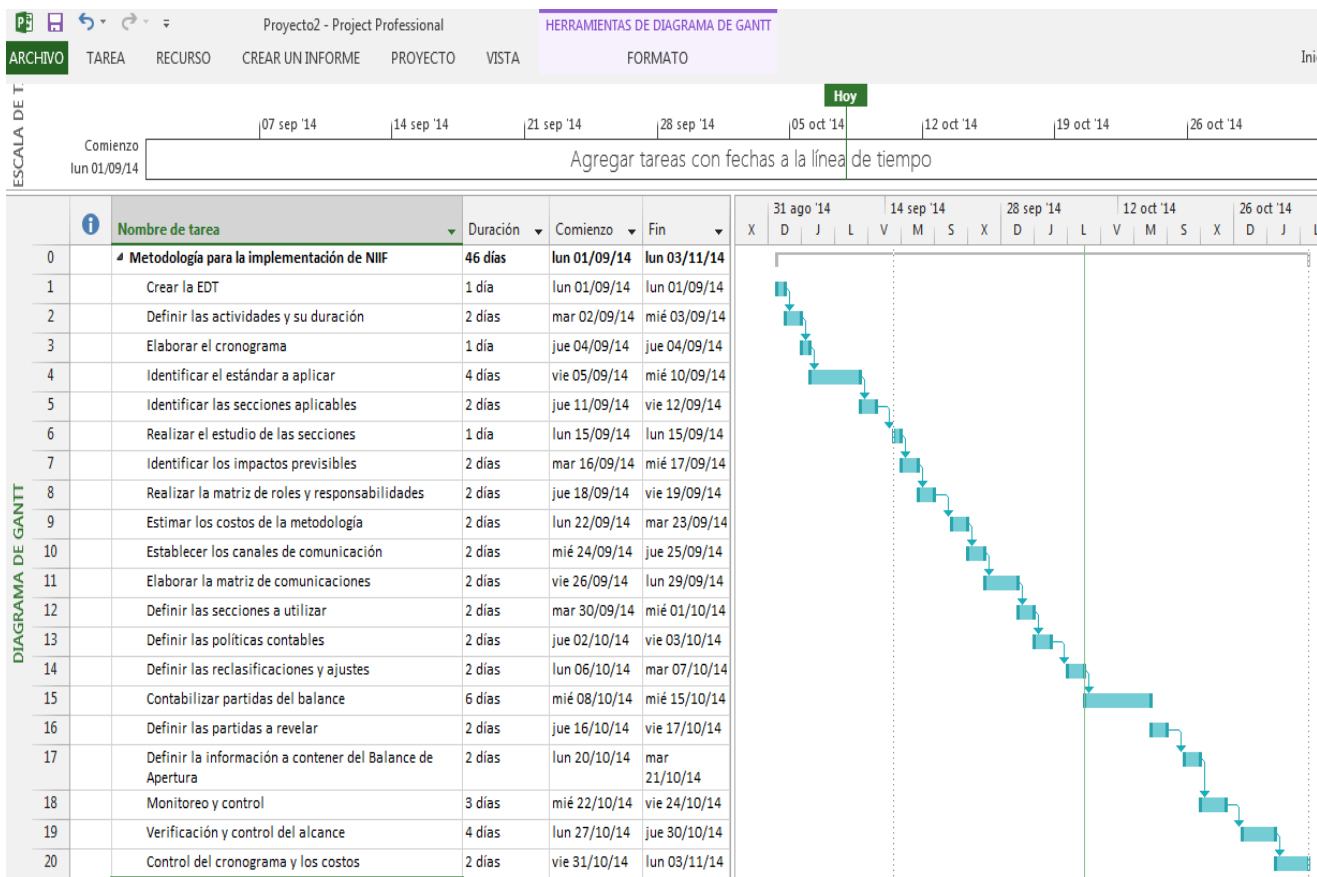 Proyecto2 - Project Professional
HERRAMIENTAS DE DIAGRAMA DE GANTT
ARCHIVO TAREA RECURSO CREAR UN INFORME PROYECTO VISTA FORMATO
Hoy
07 sep '14 14 sep '14 21 sep '14 28 sep '14 05 oct '14 12 oct '14 19 oct '14 26 oct '14
ESCALA DE T
Comienzo
lun 01/09/14
Agregar tareas con fechas a la línea de tiempo
31 ago '14 14 sep '14 28 sep '14 12 oct '14 26 oct '14
Nombre de tarea Duración Comienzo Fin X D J L V M S X D J L V M S X D J L
DIAGRAMA DE GANTT
0 Metodología para la implementación de NIIF 46 días lun 01/09/14 lun 03/11/14
1 Crear la EDT 1 día lun 01/09/14 lun 01/09/14
2 Definir las actividades y su duración 2 días mar 02/09/14 mié 03/09/14
3 Elaborar el cronograma 1 día jue 04/09/14 jue 04/09/14
4 Identificar el estándar a aplicar 4 días vie 05/09/14 mié 10/09/14
5 Identificar las secciones aplicables 2 días jue 11/09/14 vie 12/09/14
6 Realizar el estudio de las secciones 1 día lun 15/09/14 lun 15/09/14
7 Identificar los impactos previsibles 2 días mar 16/09/14 mié 17/09/14
8 Realizar la matriz de roles y responsabilidades 2 días jue 18/09/14 vie 19/09/14
9 Estimar los costos de la metodología 2 días lun 22/09/14 mar 23/09/14
10 Establecer los canales de comunicación 2 días mié 24/09/14 jue 25/09/14
11 Elaborar la matriz de comunicaciones 2 días vie 26/09/14 lun 29/09/14
12 Definir las secciones a utilizar 2 días mar 30/09/14 mié 01/10/14
13 Definir las políticas contables 2 días jue 02/10/14 vie 03/10/14
14 Definir las reclasificaciones y ajustes 2 días lun 06/10/14 mar 07/10/14
15 Contabilizar partidas del balance 6 días mié 08/10/14 mié 15/10/14
16 Definir las partidas a revelar 2 días jue 16/10/14 vie 17/10/14
17 Definir la información a contener del Balance de 2 días lun 20/10/14 mar
Apertura 21/10/14
18 Monitoreo y control 3 días mié 22/10/14 vie 24/10/14
19 Verificación y control del alcance 4 días lun 27/10/14 jue 30/10/14
20 Control del cronograma y los costos 2 días vie 31/10/14 lun 03/11/14